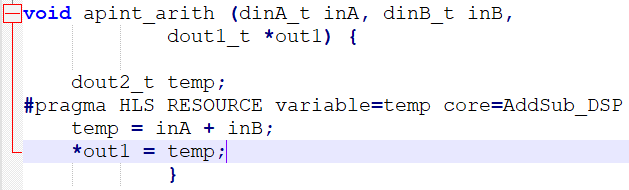 void apint_arith (dinA_t inA, dinB_t inB,
dout1_t *out1) {
dout2_t temp;
#pragma HLS RESOURCE variable=temp core=AddSub_DSP
temp = inA + inB;
*out1 = temp;
}